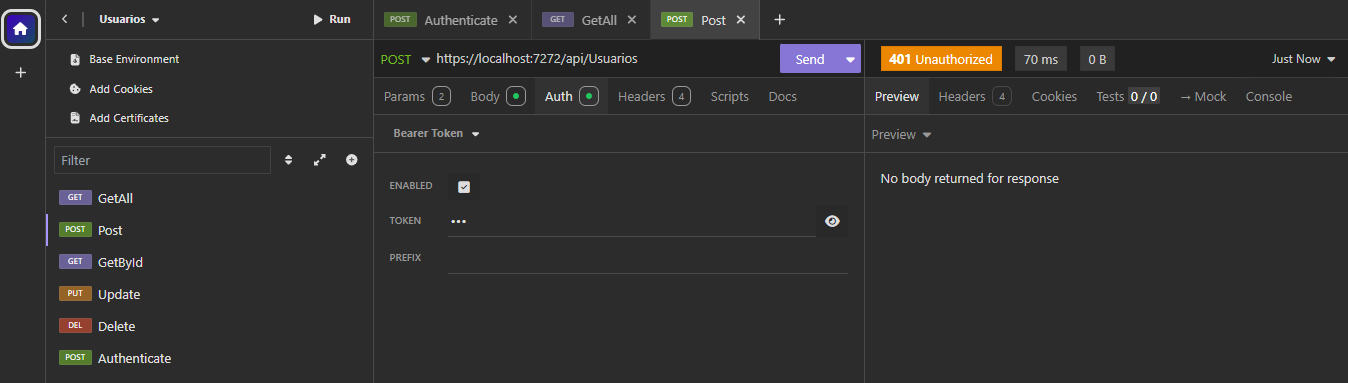 Usuarios
Run
Base Environment
Add Cookies
Add Certificates
Filter
GET GetAll
POST Post
GET GetById
PUT Update
DEL Delete
POST Authenticate
POST Authenticate
GET GetAll
POST Post
POST https://localhost:7272/api/Usuarios Send
Params 2 Body Auth Headers 4 Scripts Docs
Bearer Token
ENABLED
TOKEN •••
PREFIX
401 Unauthorized 70 ms 0 B Just Now
Preview Headers 4 Cookies Tests 0 / 0 → Mock Console
Preview
No body returned for response